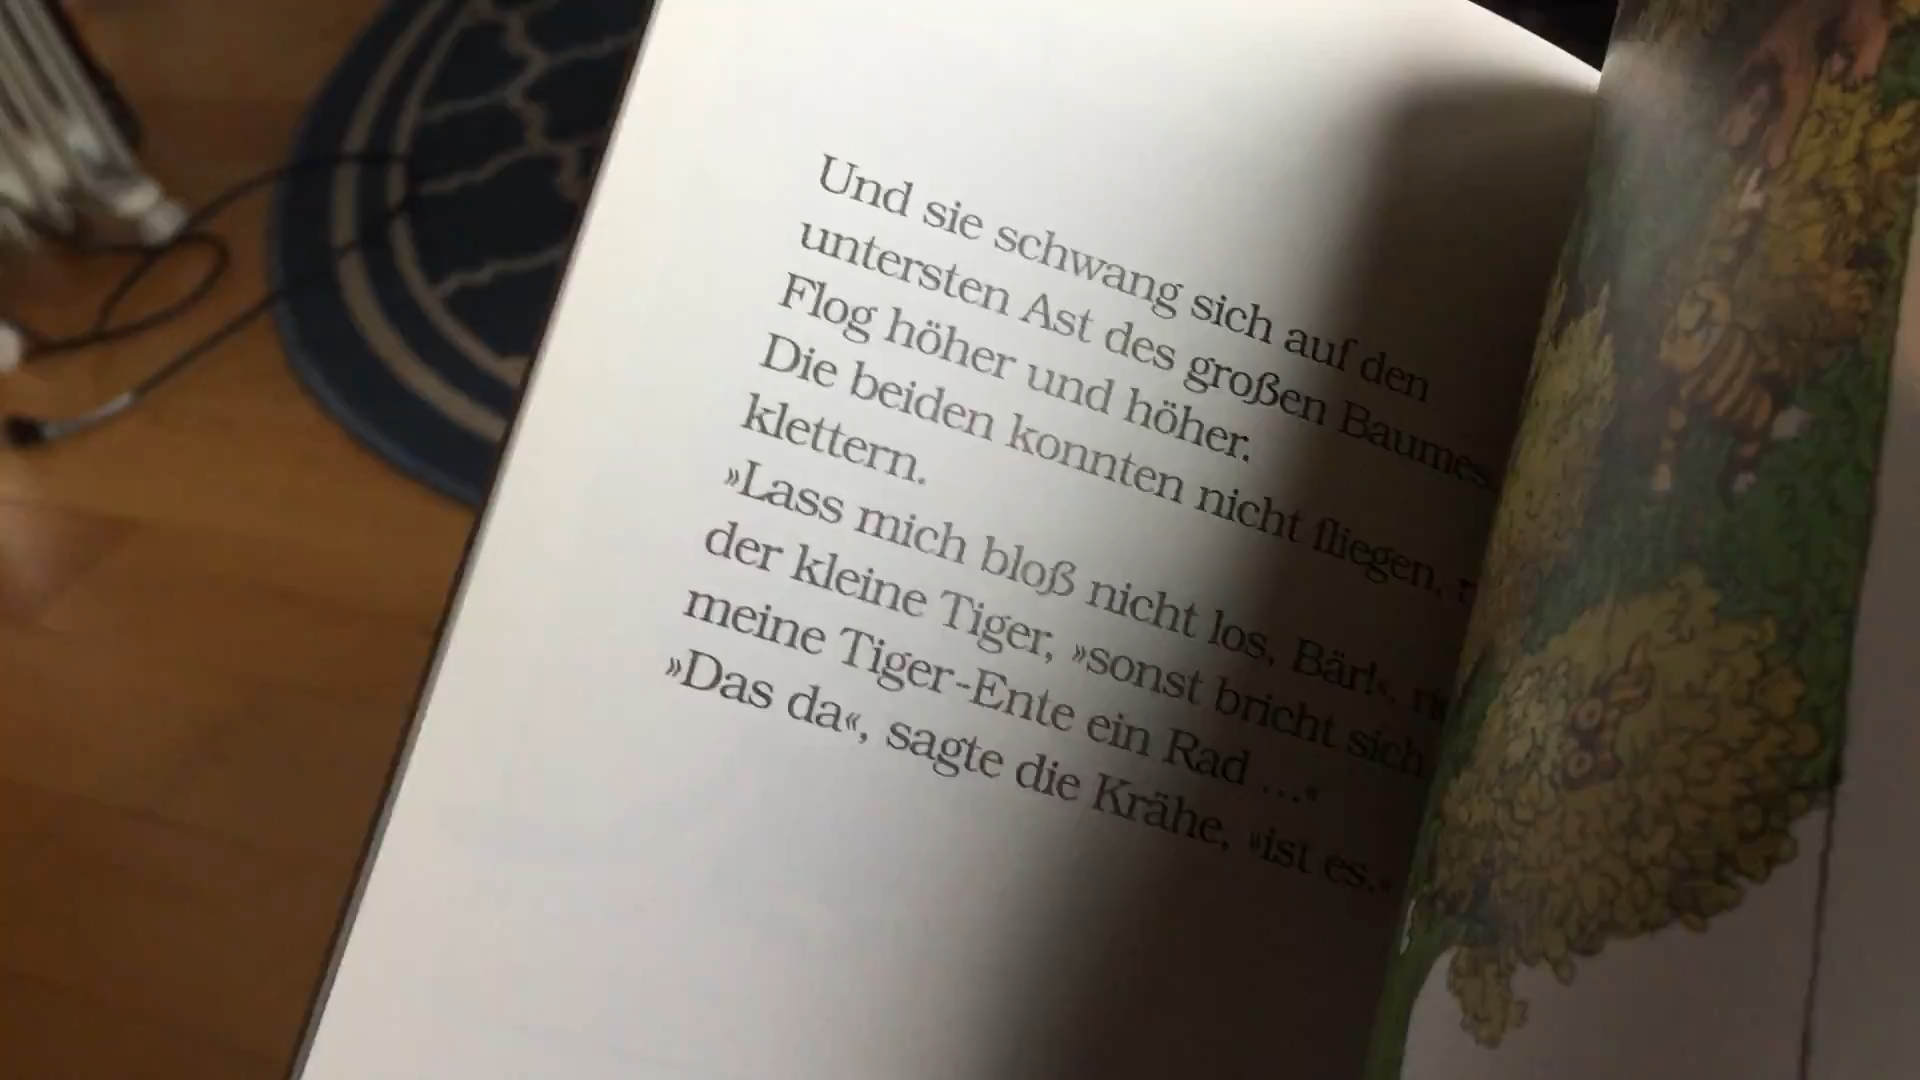 Und sie schwang sich auf den
untersten Ast des großen Baumes.
Flog höher und höher.
Die beiden konnten nicht fliegen,
klettern.
»Lass mich bloß nicht los, Bär!«,
der kleine Tiger, »sonst bricht sich
meine Tiger-Ente ein Rad ...«
»Das da«, sagte die Krähe, »ist es.«